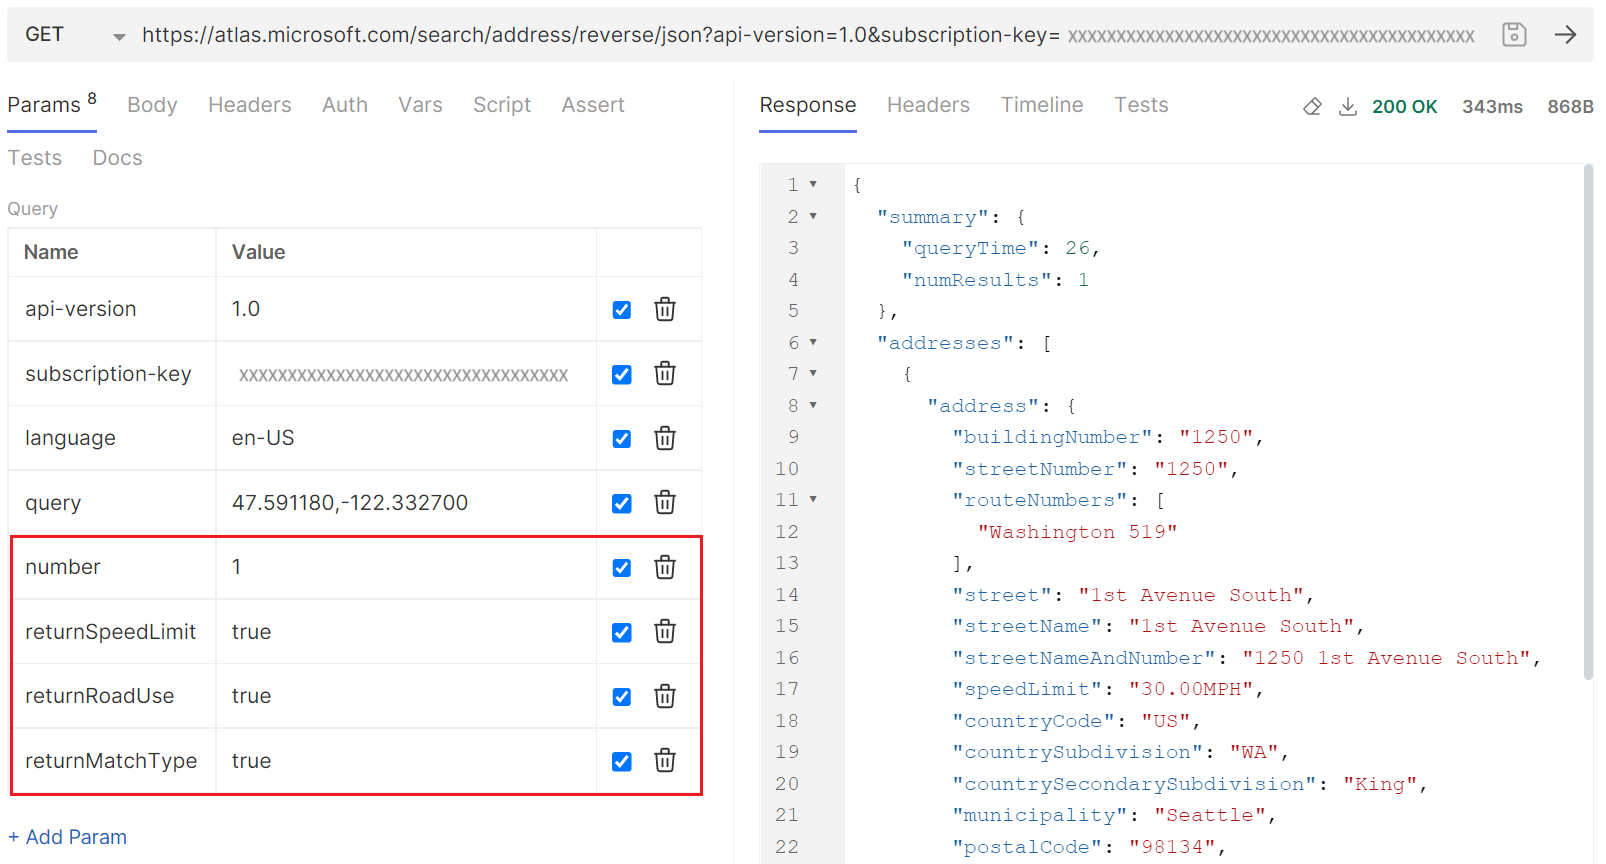 GET https://atlas.microsoft.com/search/address/reverse/json?api-version=1.0&subscription-key= xxxxxxxxxxxxxxxxxxxxxxxxxxxxxxxxxxxxxxxxxx
Params 8 Body Headers Auth Vars Script Assert
Tests Docs
Query
Name Value
api-version 1.0
subscription-key xxxxxxxxxxxxxxxxxxxxxxxxxxxxxxxxxx
language en-US
query 47.591180,-122.332700
number 1
returnSpeedLimit true
returnRoadUse true
returnMatchType true
+ Add Param
Response Headers Timeline Tests 200 OK 343ms 868B
1 {
2 "summary": {
3 "queryTime": 26,
4 "numResults": 1
5 },
6 "addresses": [
7 {
8 "address": {
9 "buildingNumber": "1250",
10 "streetNumber": "1250",
11 "routeNumbers": [
12 "Washington 519"
13 ],
14 "street": "1st Avenue South",
15 "streetName": "1st Avenue South",
16 "streetNameAndNumber": "1250 1st Avenue South",
17 "speedLimit": "30.00MPH",
18 "countryCode": "US",
19 "countrySubdivision": "WA",
20 "countrySecondarySubdivision": "King",
21 "municipality": "Seattle",
22 "postalCode": "98134",